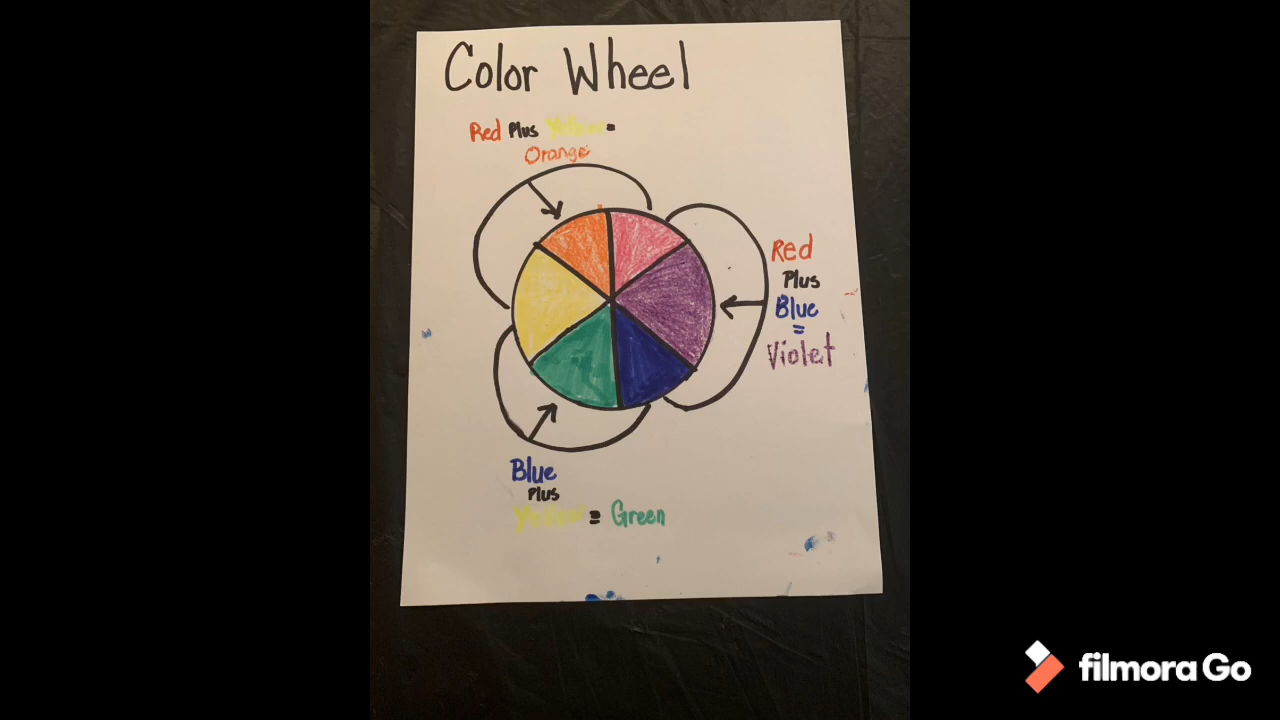 Color Wheel
Red Plus Yellow =
Orange
Red
Plus
Blue
=
Violet
Blue
Plus
Yellow = Green
filmora Go